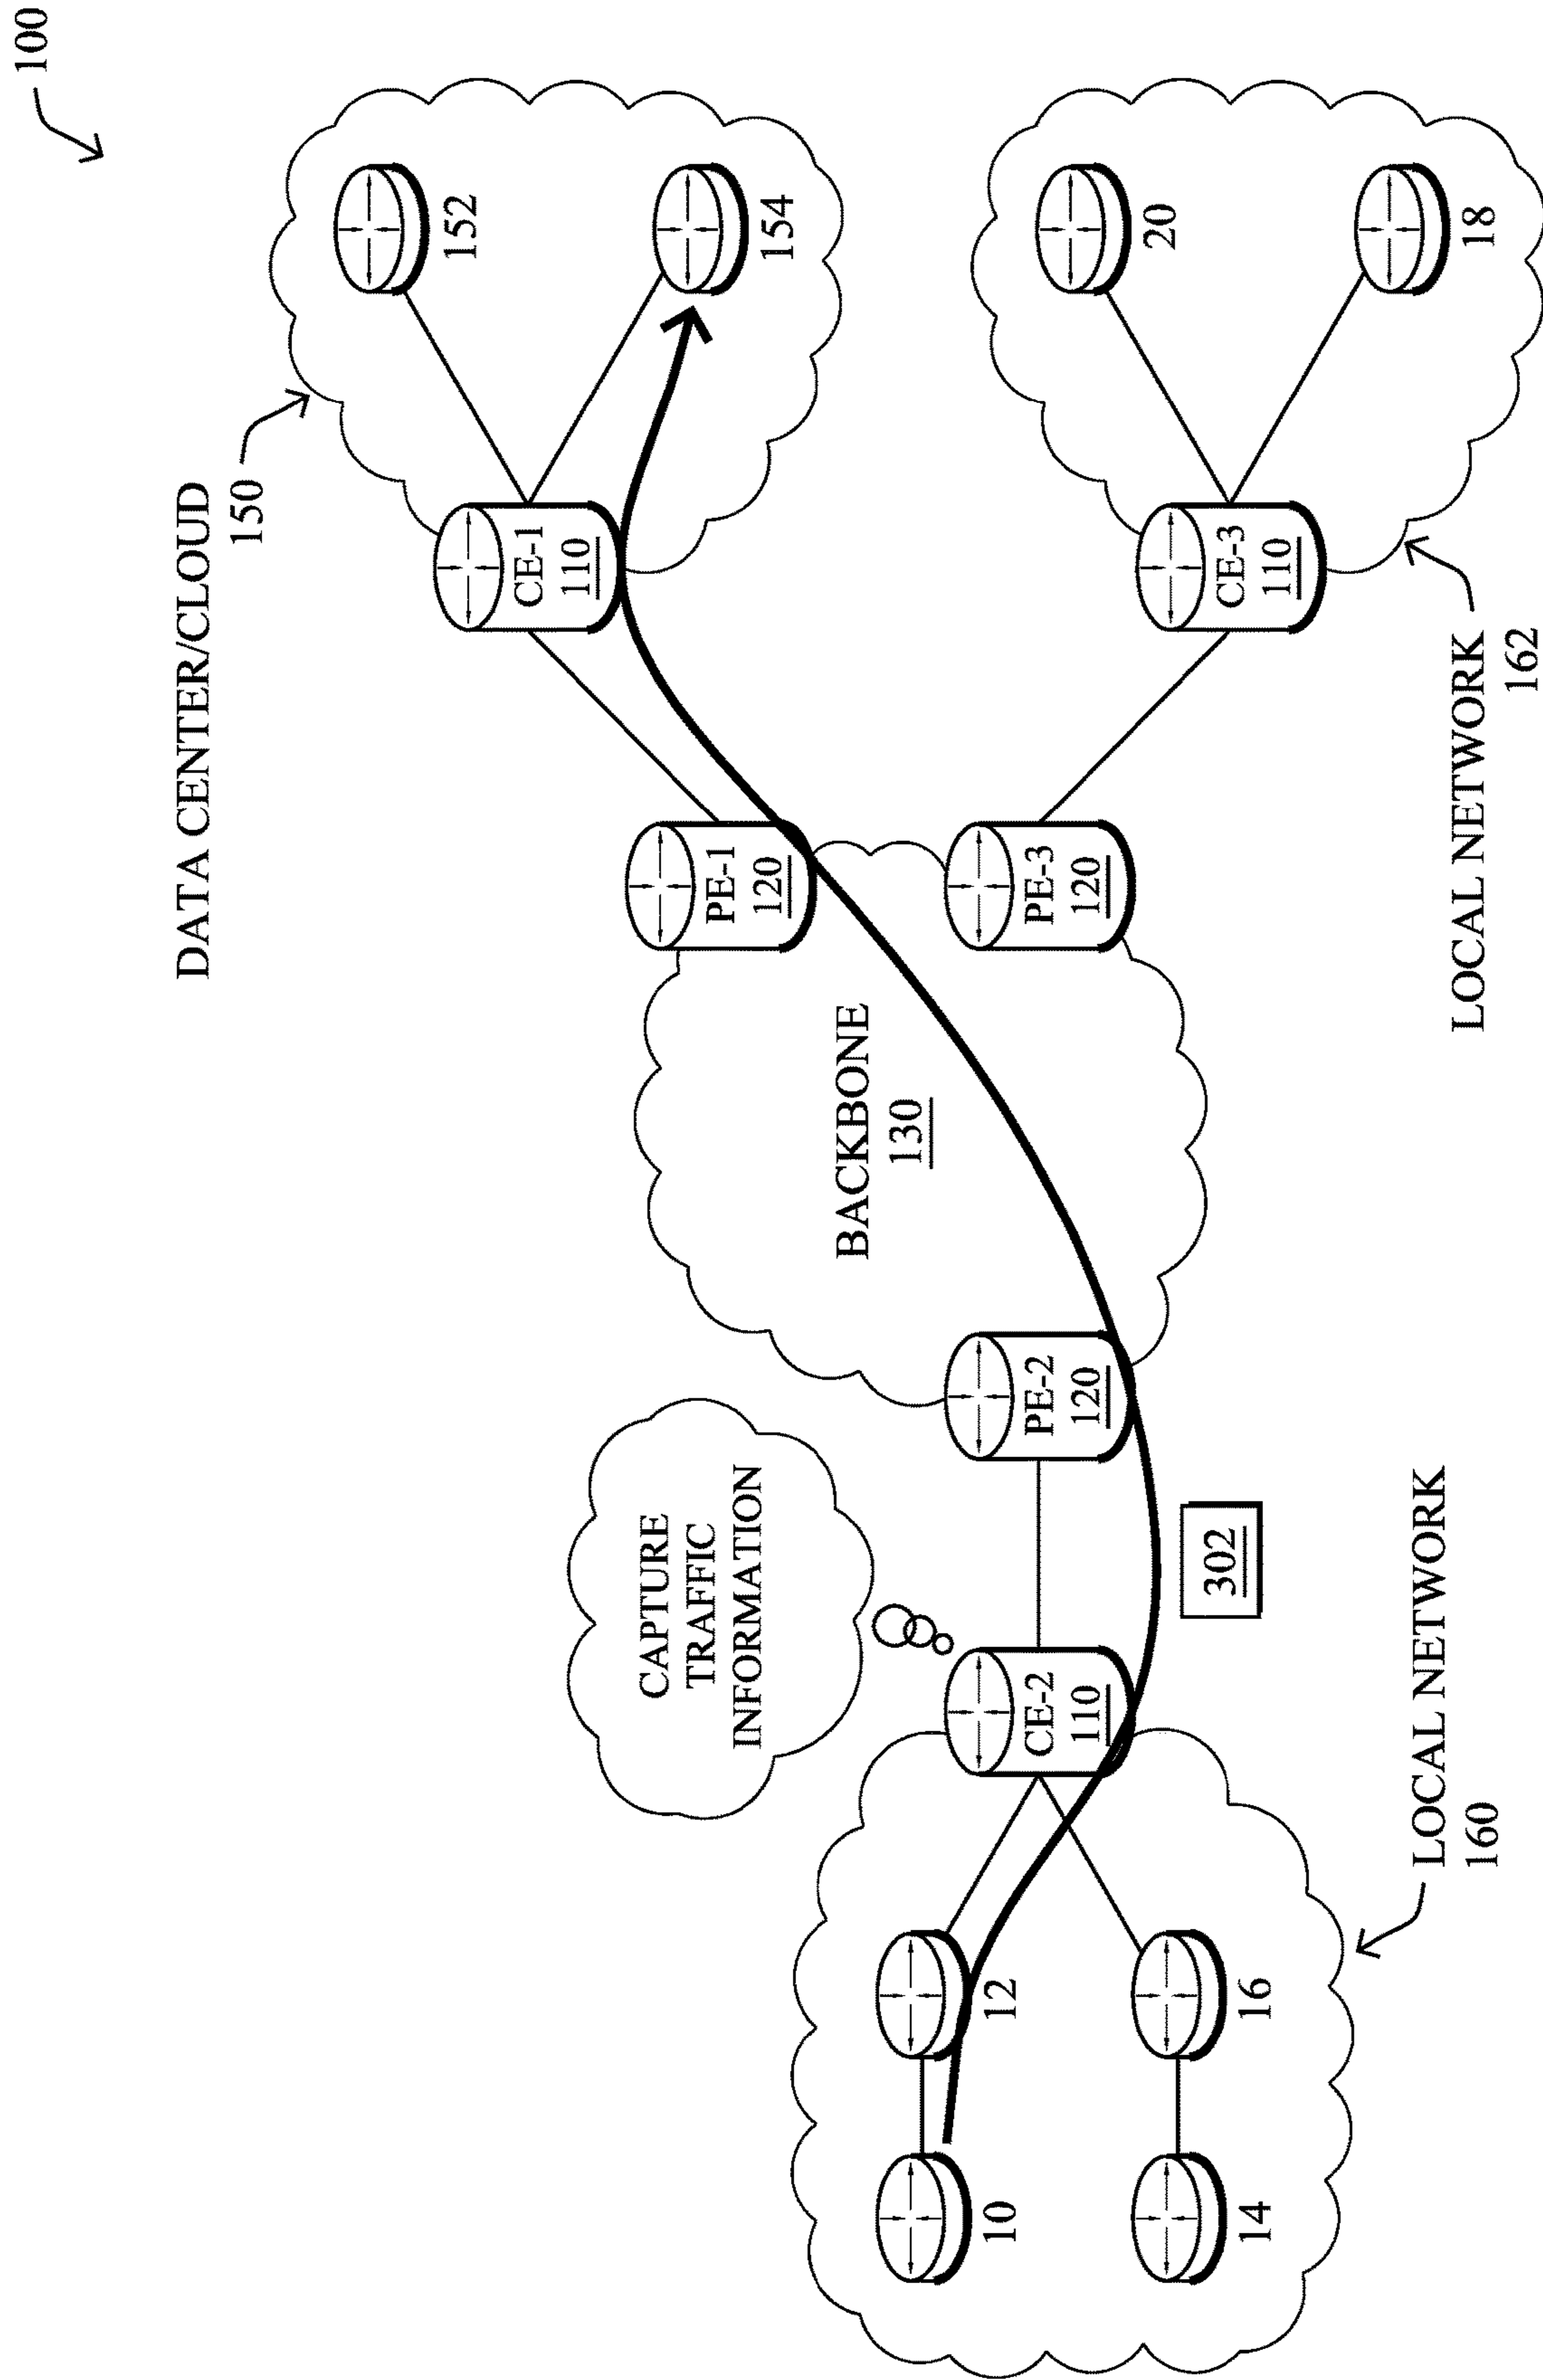 100
DATA CENTER/CLOUD
150
152
CE-1
110
154
PE-1
120
BACKBONE
130
CAPTURE
TRAFFIC
INFORMATION
20
CE-3
110
18
PE-3
120
PE-2
120
CE-2
110
302
12
10
16
14
LOCAL NETWORK
160
LOCAL NETWORK
162